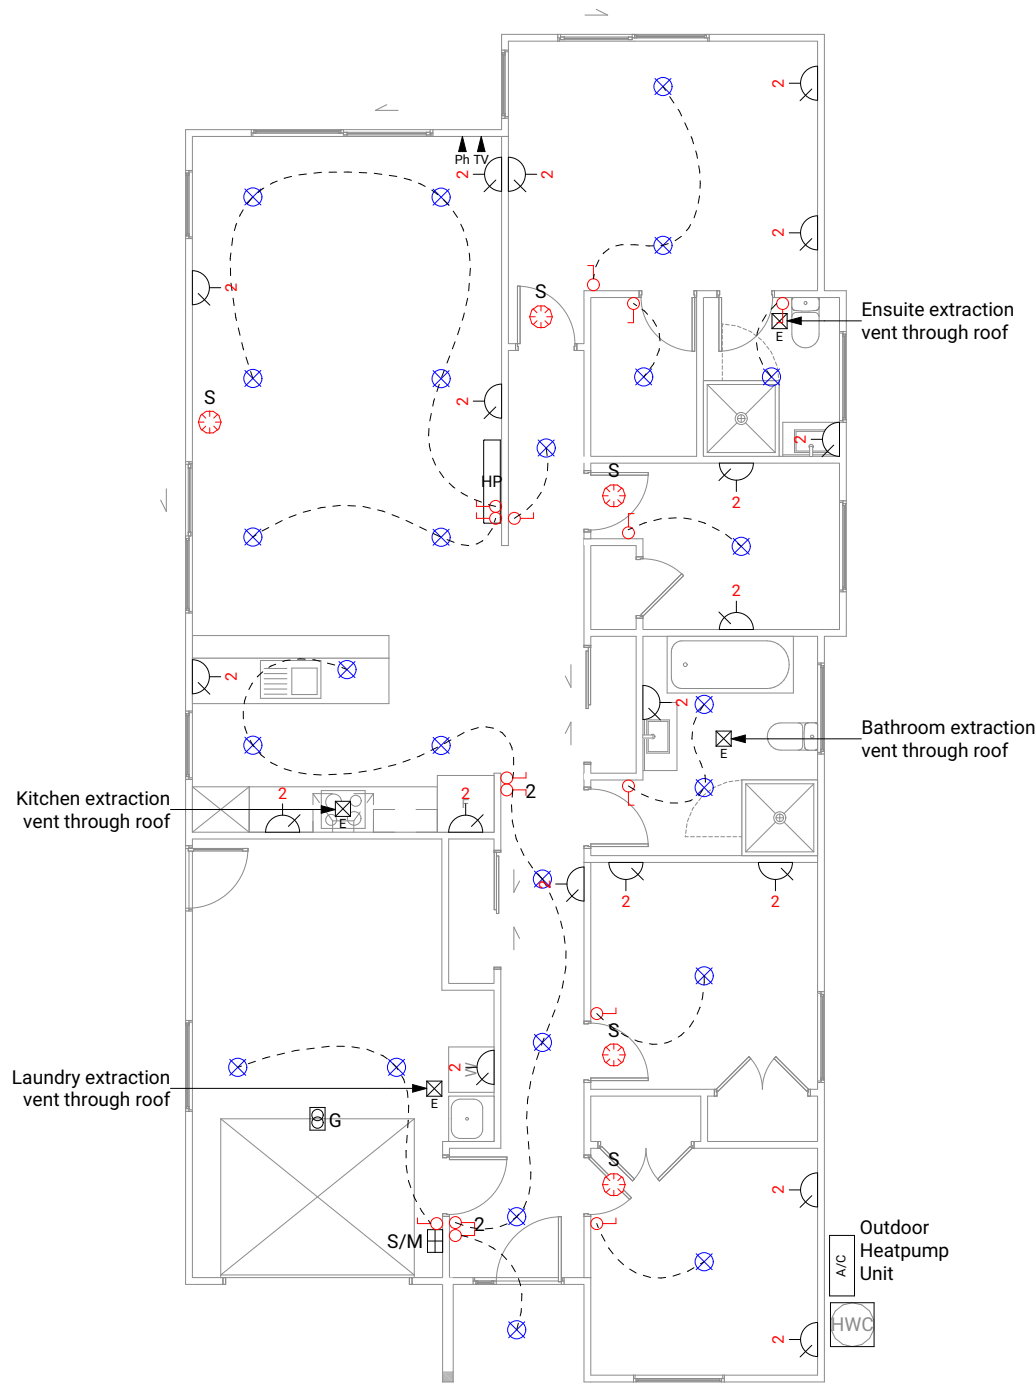 2
Ph TV
2
2
2
S
2
Ensuite extraction
vent through roof
E
S
2
2
HP
S
2
2
2
2
Bathroom extraction
vent through roof
E
Kitchen extraction
vent through roof
E
2
2
2
2
2
2
S
2
W
Laundry extraction
vent through roof
E
G
S
2
S/M
2
Outdoor
Heatpump
Unit
A/C
HWC
2